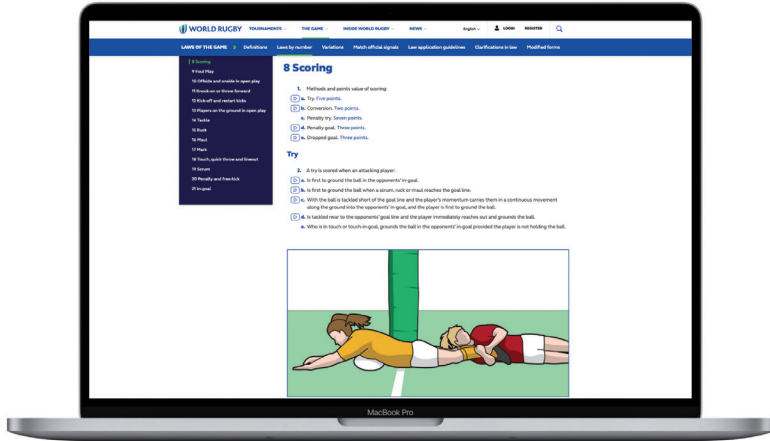 WORLD RUGBY TOURNAMENTS THE GAME INSIDE WORLD RUGBY NEWS English LOGIN REGISTER
LAWS OF THE GAME Definitions Laws by number Variations Match official signals Law application guidelines Clarifications in law Modified forms
8 Scoring
9 Foul Play
10 Offside and onside in open play
11 Knock-on or throw forward
12 Kick-off and restart kicks
13 Players on the ground in open play
14 Tackle
15 Ruck
16 Maul
17 Mark
18 Touch, quick throw and lineout
19 Scrum
20 Penalty and free-kick
21 In-goal
8 Scoring
1. Methods and points value of scoring:
a. Try. Five points.
b. Conversion. Two points.
c. Penalty try. Seven points.
d. Penalty goal. Three points.
e. Dropped goal. Three points.
Try
2. A try is scored when an attacking player:
a. Is first to ground the ball in the opponents' in-goal.
b. Is first to ground the ball when a scrum, ruck or maul reaches the goal line.
c. With the ball is tackled short of the goal line and the player's momentum carries them in a continuous movement
along the ground into the opponents' in-goal, and the player is first to ground the ball.
d. Is tackled near to the opponents' goal line and the player immediately reaches out and grounds the ball.
e. Who is in touch or touch-in-goal, grounds the ball in the opponents' in-goal provided the player is not holding the ball.
MacBook Pro